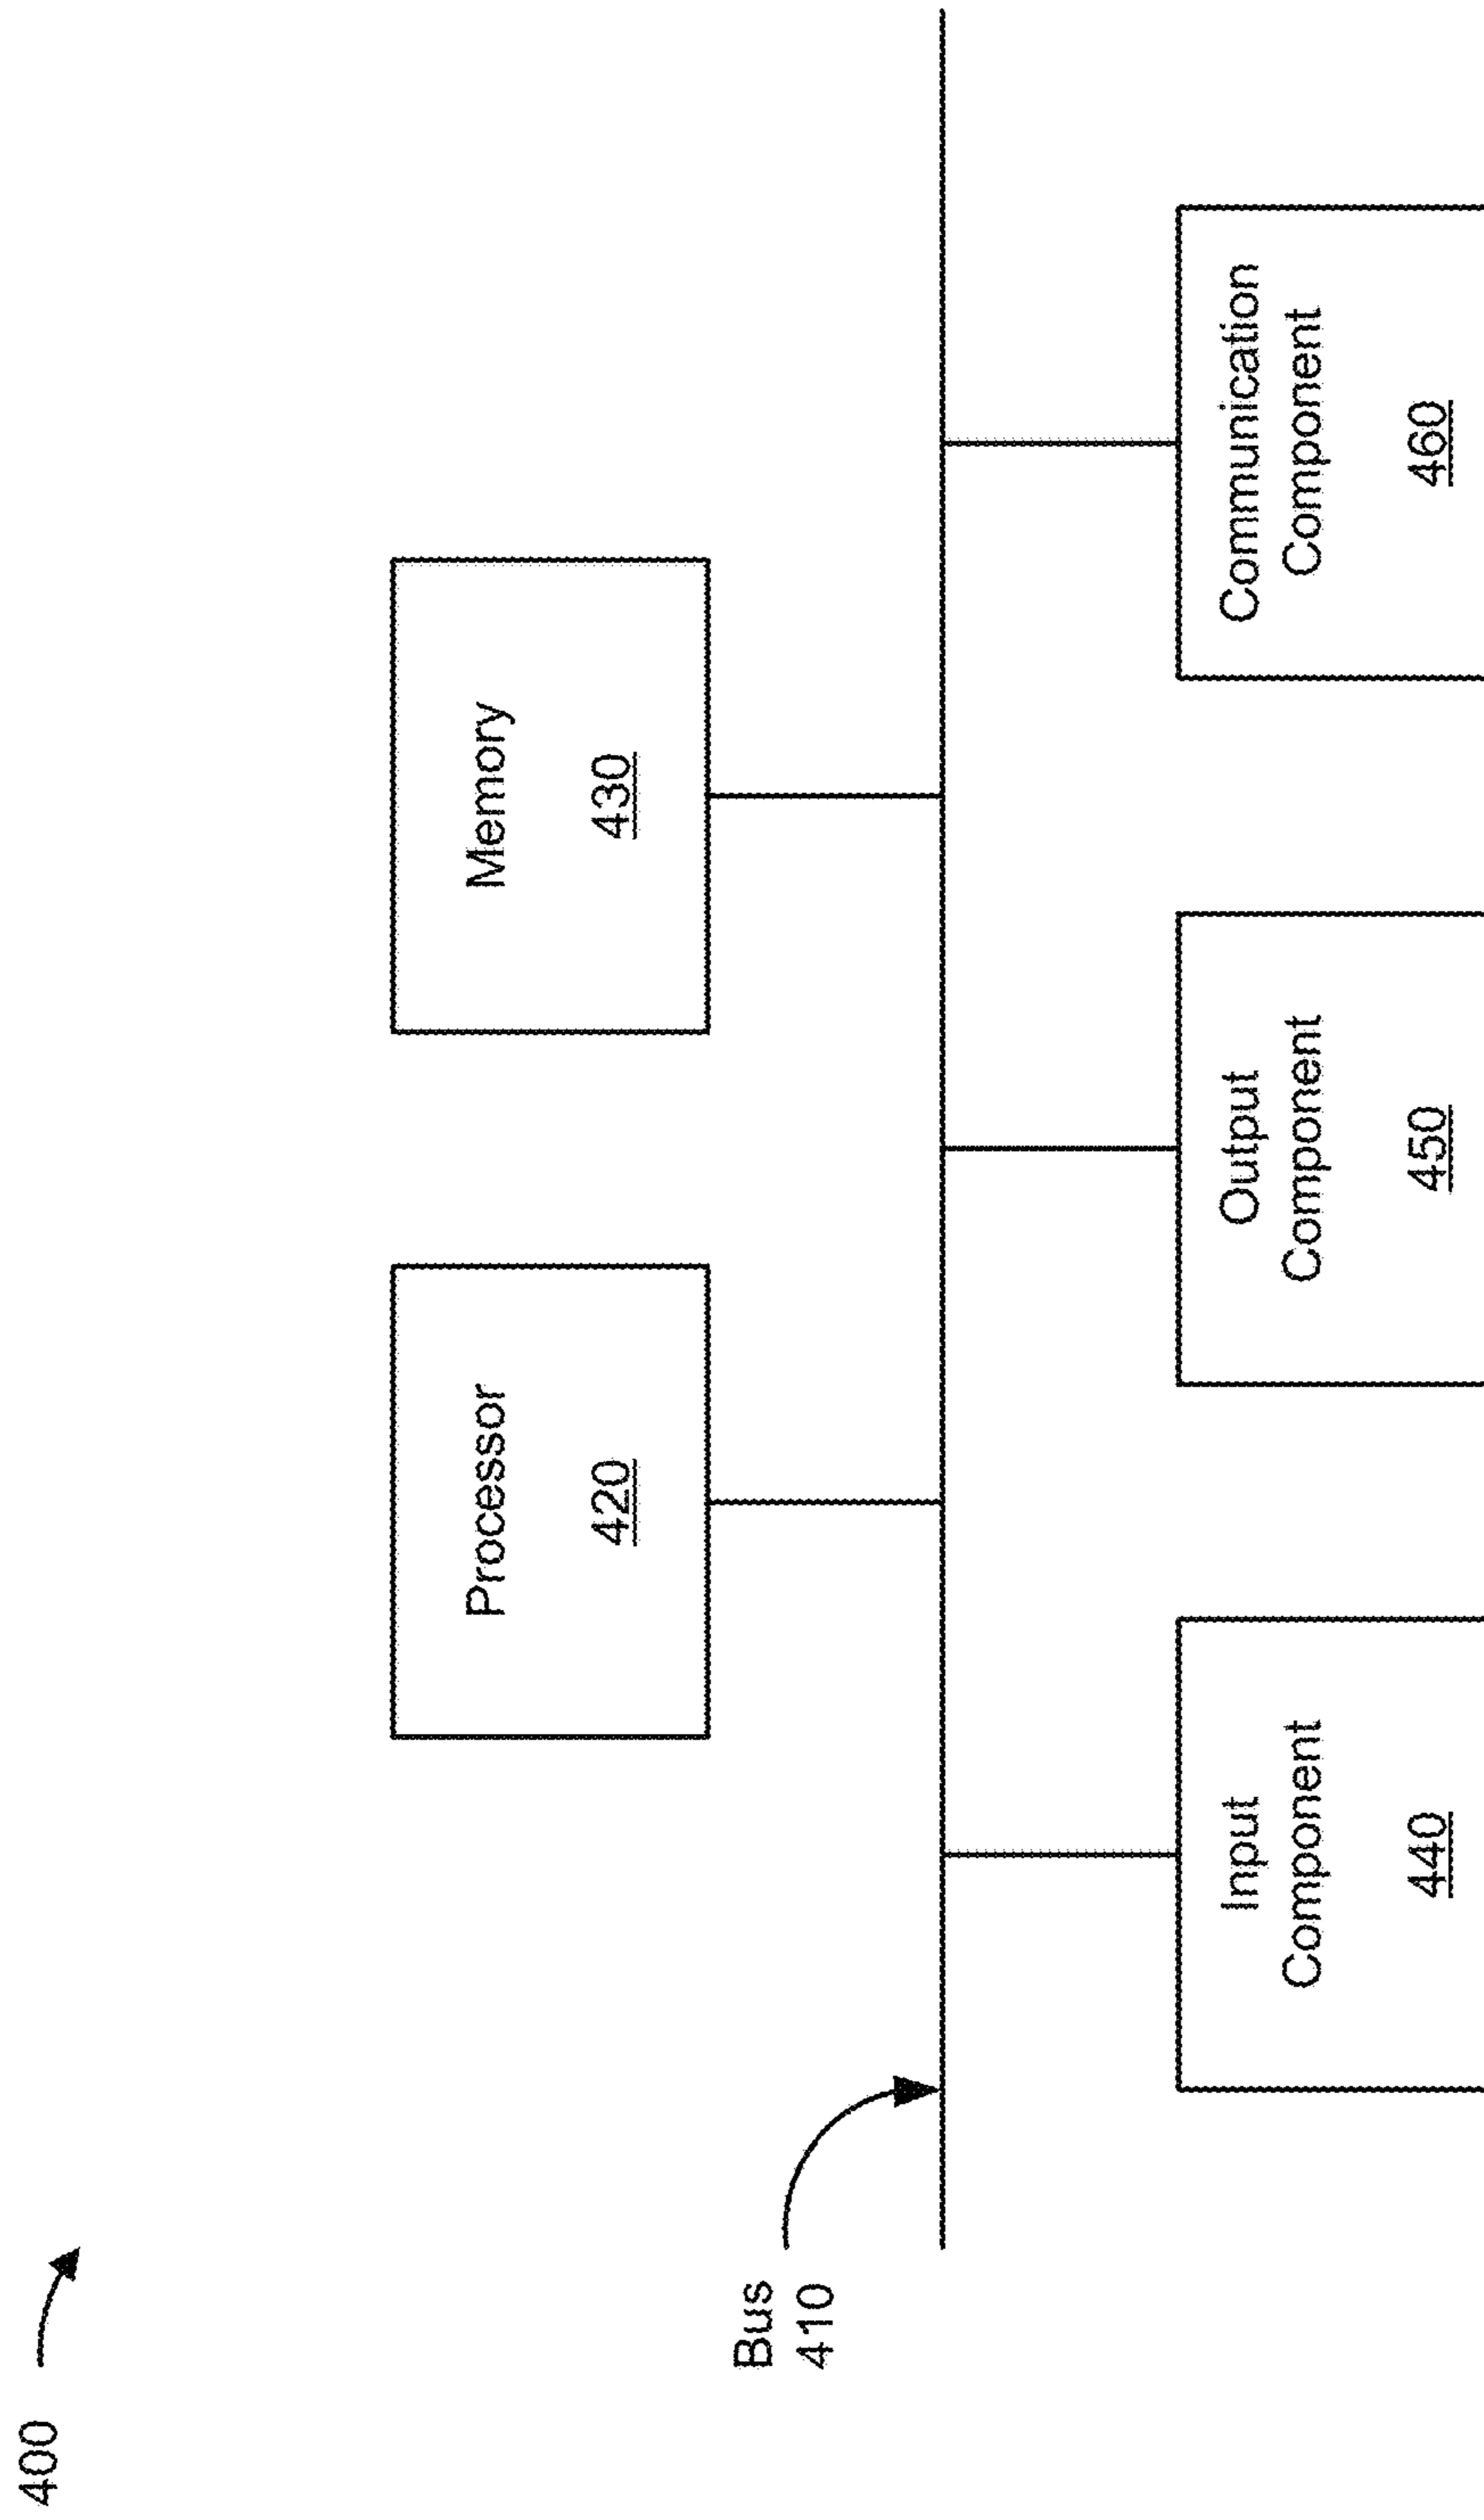 400
Processor
420
Memory
430
Bus
410
Input
Component
440
Output
Component
450
Communication
Component
460